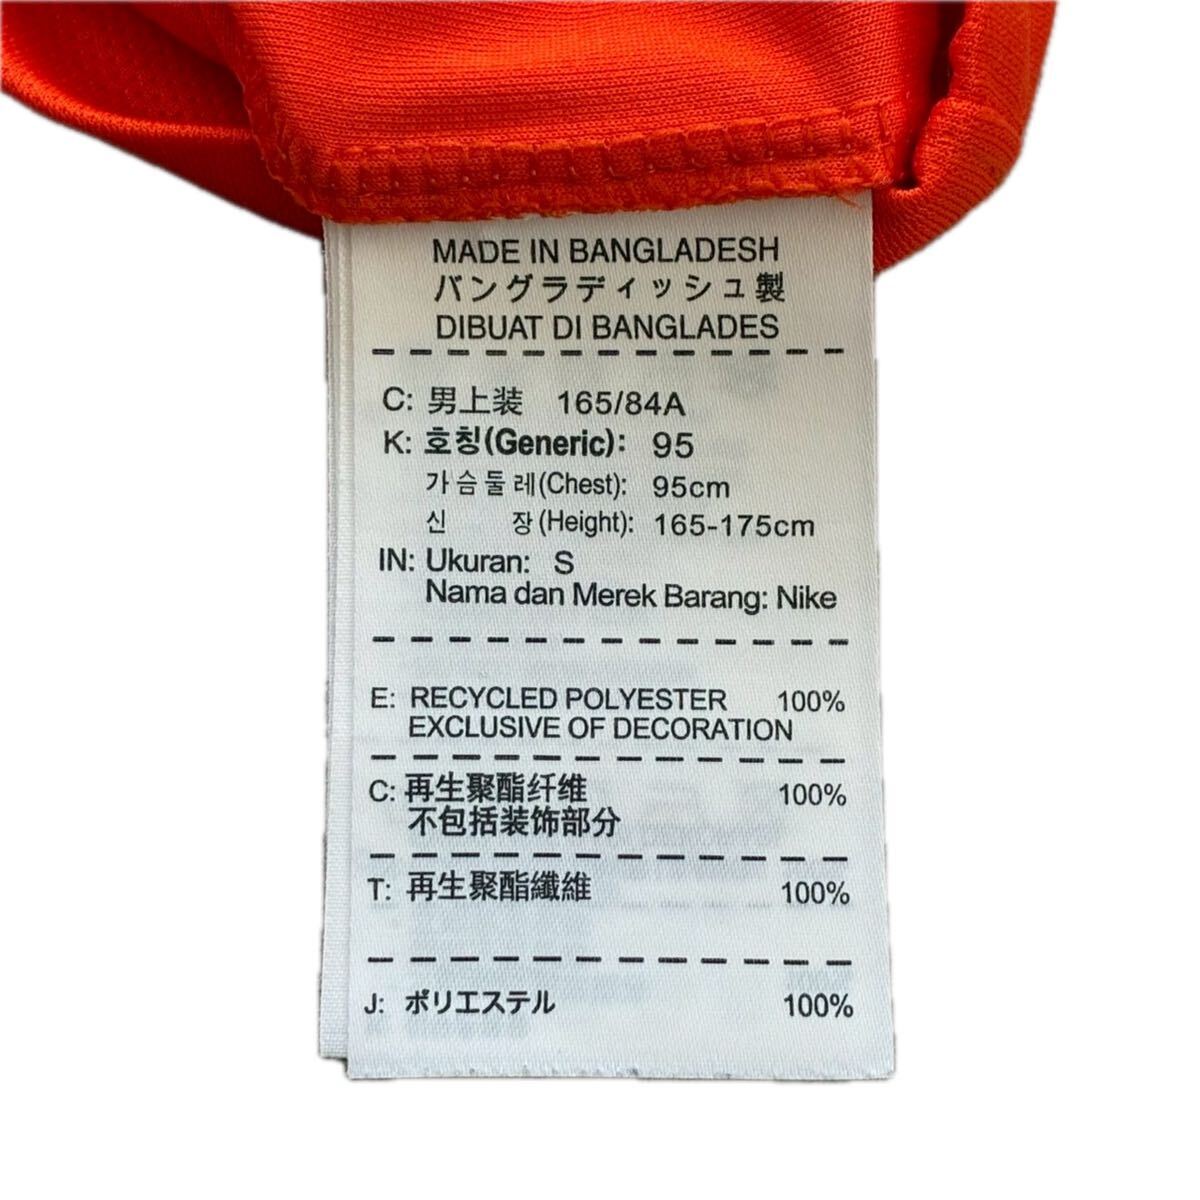 MADE IN BANGLADESH
バングラディッシュ製
DIBUAT DI BANGLADES
C: 男上装 165/84A
K: 호칭(Generic): 95
가슴둘레(Chest): 95cm
신 장(Height): 165-175cm
IN: Ukuran: S
Nama dan Merek Barang: Nike
E: RECYCLED POLYESTER 100%
EXCLUSIVE OF DECORATION
C: 再生聚酯纤维 100%
不包括装饰部分
T: 再生聚酯纖維 100%
J: ポリエステル 100%